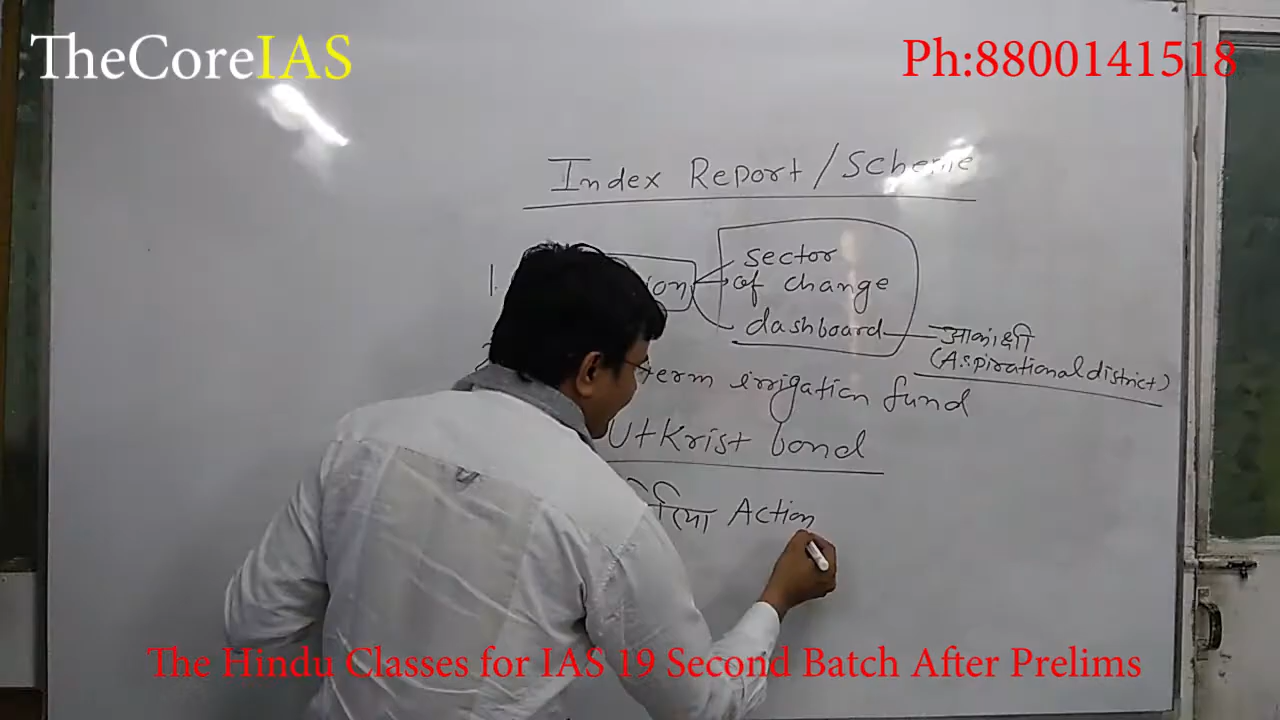 TheCoreIAS
Ph:8800141518
Index Report/Scheme
1.
sector
of change
dashboard
आकांक्षी
(Aspirational district)
term irrigation fund
Utkrist bond
Action
The Hindu Classes for IAS 19 Second Batch After Prelims